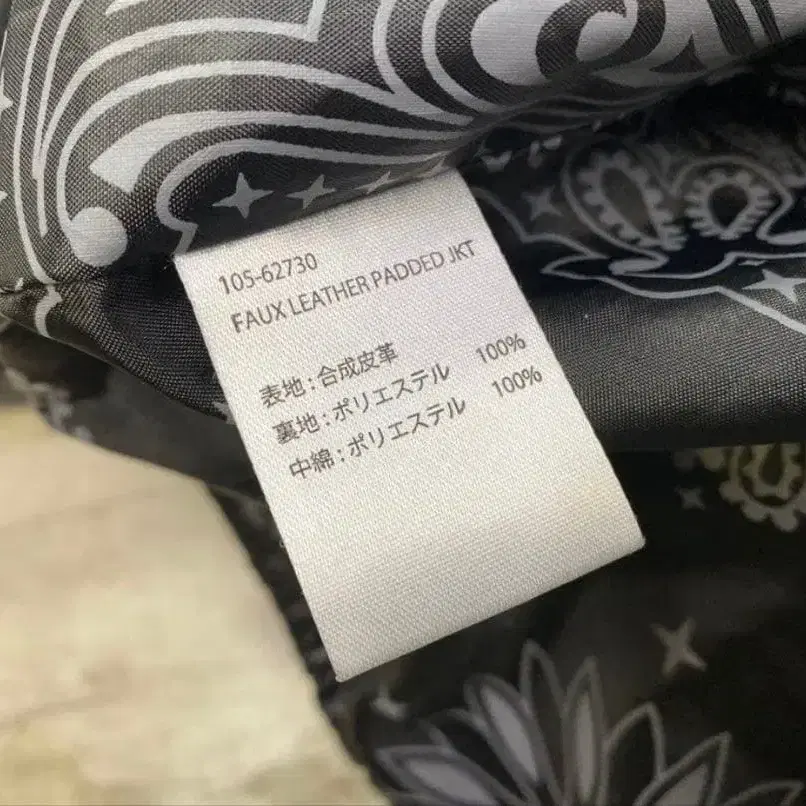 105-62730
FAUX LEATHER PADDED JKT
表地:合成皮革
裏地:ポリエステル 100%
中綿:ポリエステル 100%